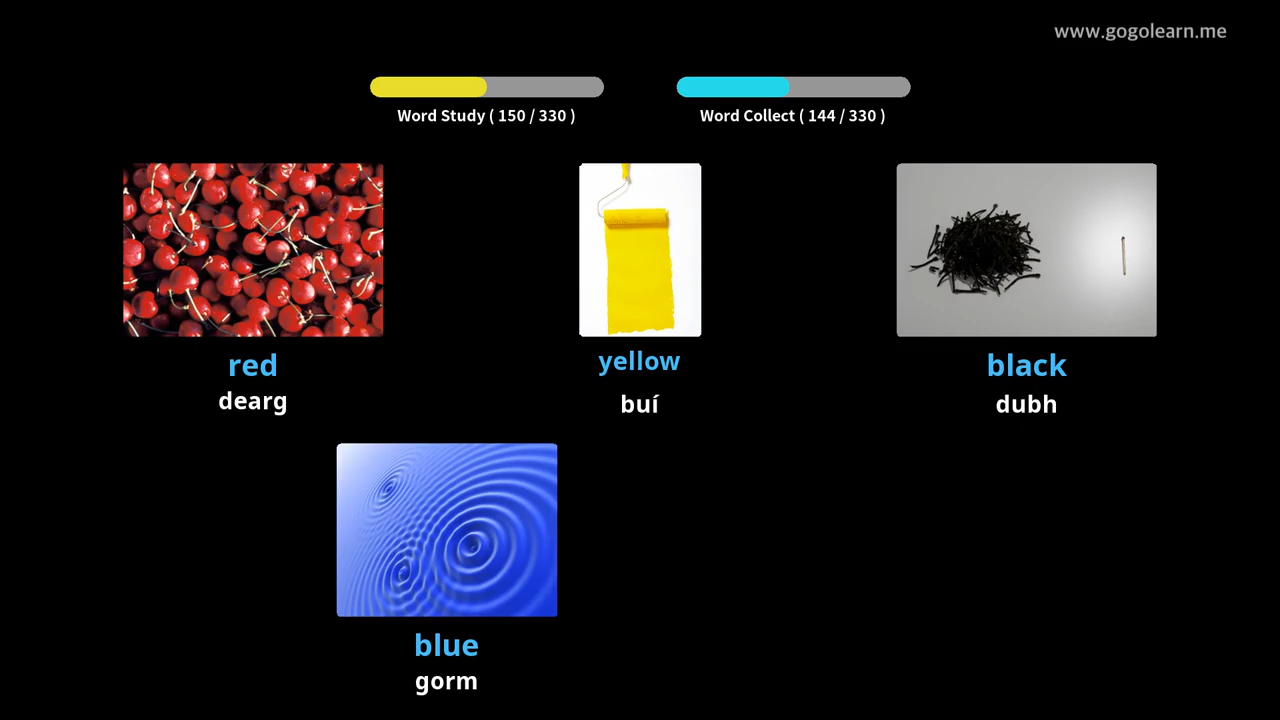 www.gogolearn.me
Word Study ( 150 / 330 )
Word Collect ( 144 / 330 )
red
dearg
yellow
buí
black
dubh
blue
gorm